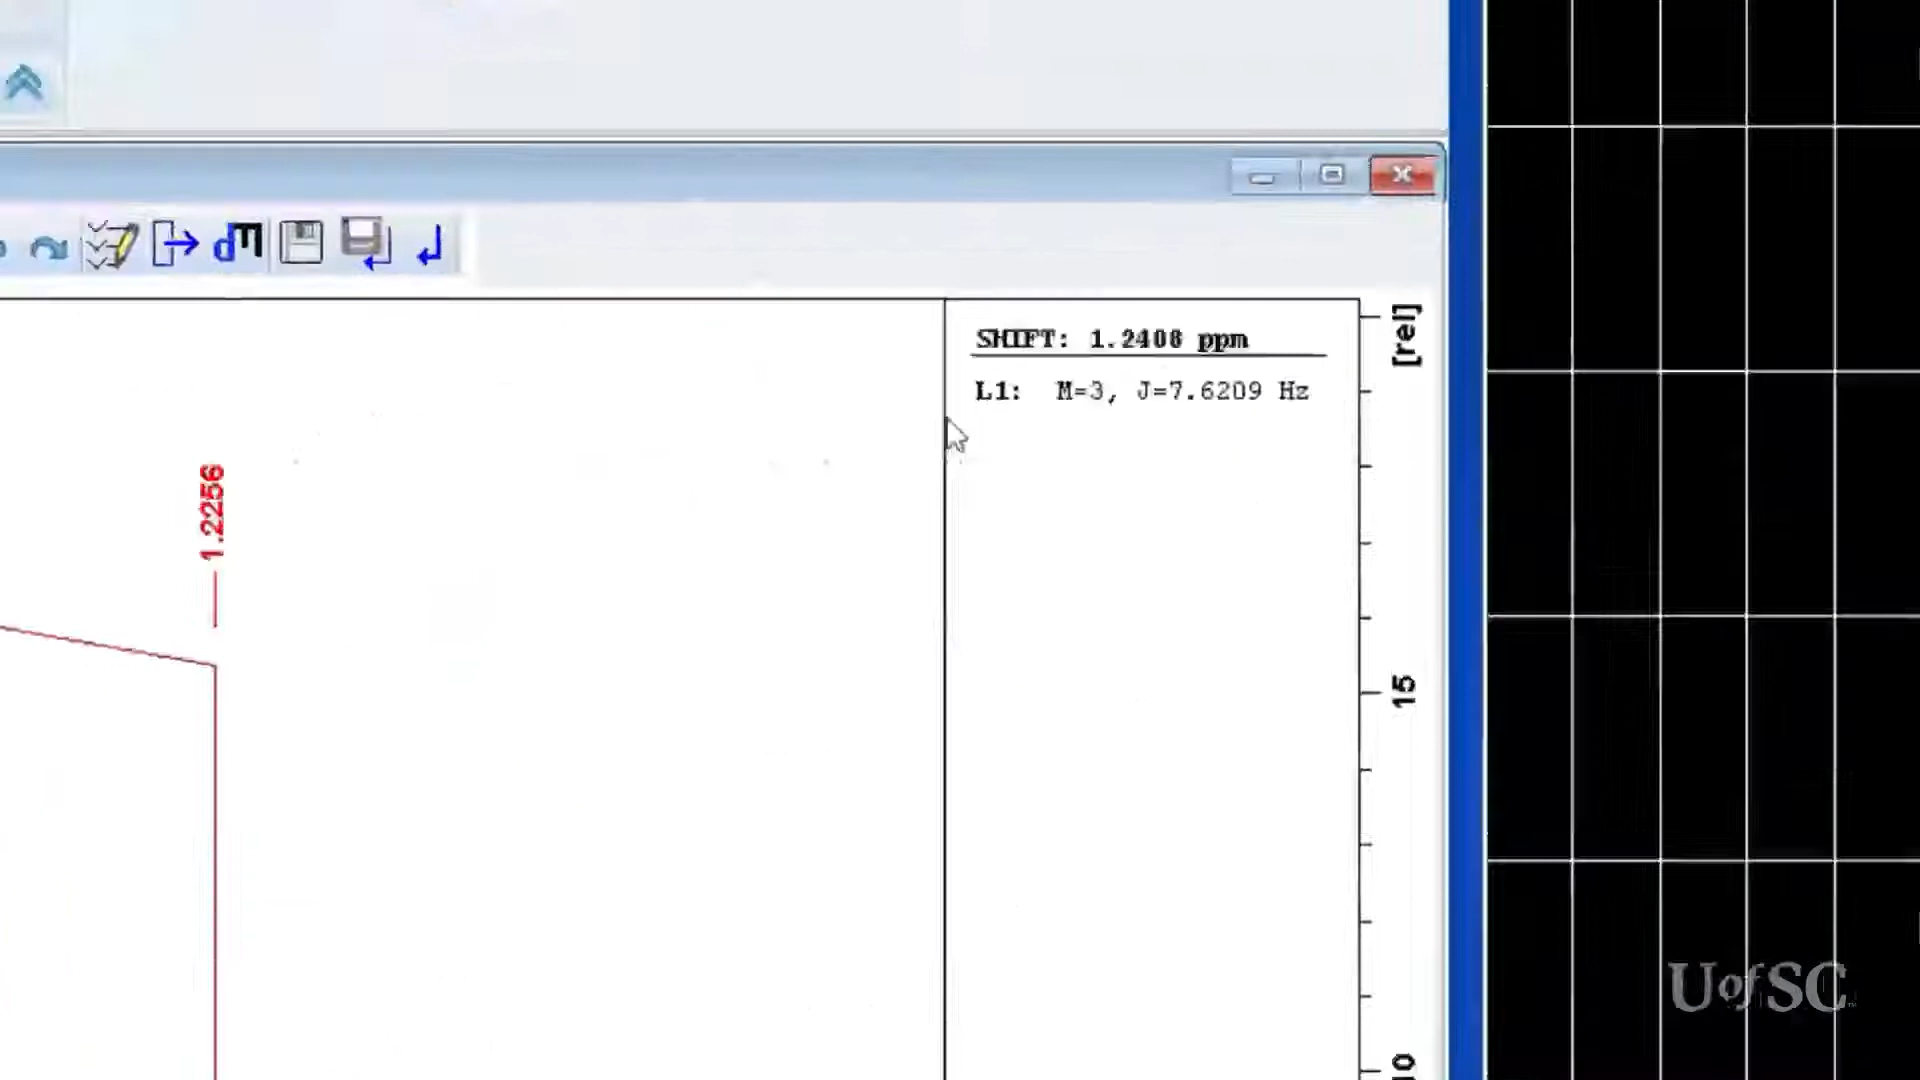 SHIFT: 1.2408 ppm
L1: M=3, J=7.6209 Hz
[rel]
1.2256
15
10
UofSC